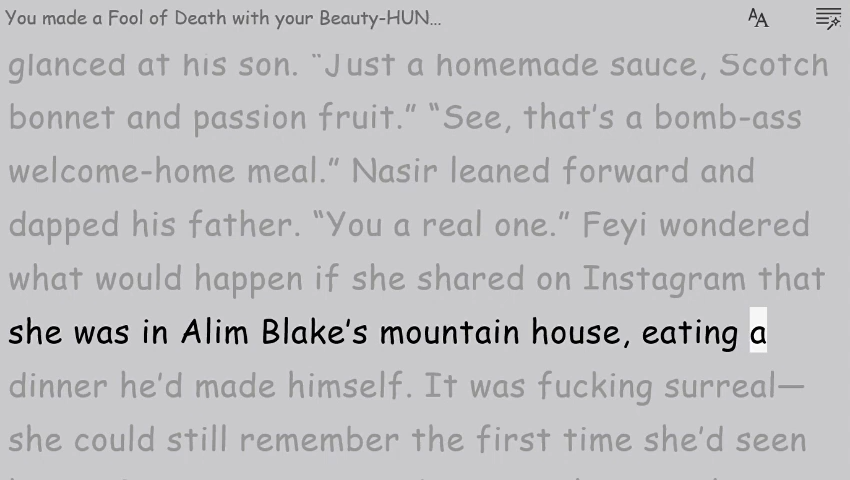 You made a Fool of Death with your Beauty-HUN...
glanced at his son. "Just a homemade sauce, Scotch
bonnet and passion fruit.” “See, that’s a bomb-ass
welcome-home meal.” Nasir leaned forward and
dapped his father. “You a real one.” Feyi wondered
what would happen if she shared on Instagram that
she was in Alim Blake’s mountain house, eating a
dinner he’d made himself. It was fucking surreal—
she could still remember the first time she’d seen